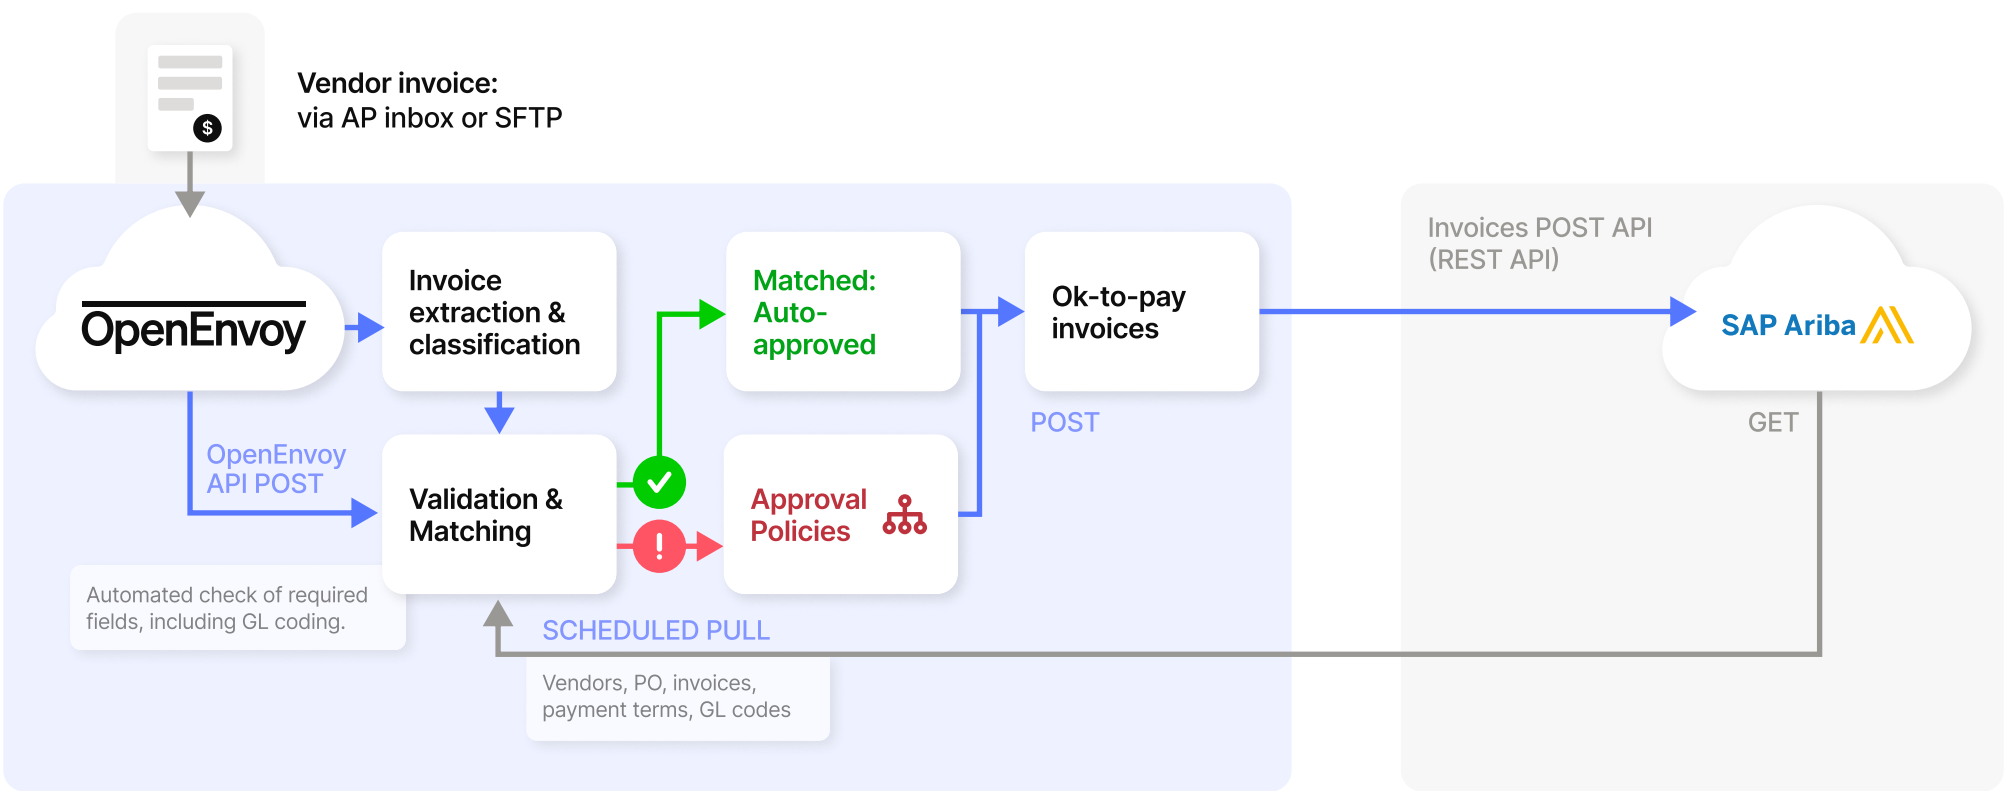 $
Vendor invoice:
via AP inbox or SFTP
OpenEnvoy
Invoice
extraction &
classification
Matched:
Auto-
approved
Ok-to-pay
invoices
Invoices POST API
(REST API)
SAP Ariba
OpenEnvoy
API POST
Validation &
Matching
Approval
Policies
POST
GET
Automated check of required
fields, including GL coding.
SCHEDULED PULL
Vendors, PO, invoices,
payment terms, GL codes